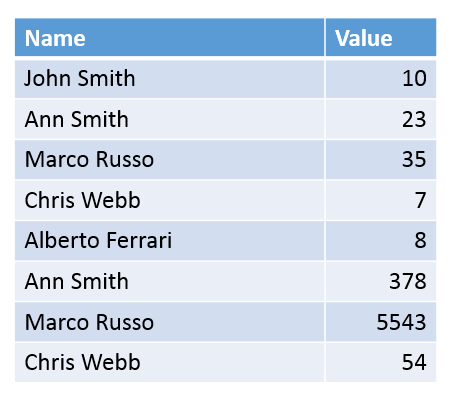 Name Value
John Smith 10
Ann Smith 23
Marco Russo 35
Chris Webb 7
Alberto Ferrari 8
Ann Smith 378
Marco Russo 5543
Chris Webb 54